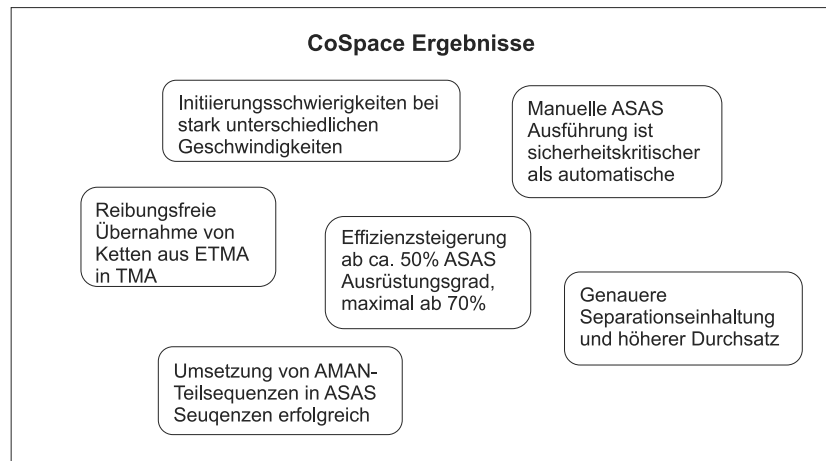 CoSpace Ergebnisse
Initiierungsschwierigkeiten bei
stark unterschiedlichen
Geschwindigkeiten
Manuelle ASAS
Ausführung ist
sicherheitskritischer
als automatische
Reibungsfreie
Übernahme von
Ketten aus ETMA
in TMA
Effizienzsteigerung
ab ca. 50% ASAS
Ausrüstungsgrad,
maximal ab 70%
Genauere
Separationseinhaltung
und höherer Durchsatz
Umsetzung von AMAN-
Teilsequenzen in ASAS
Seuqenzen erfolgreich